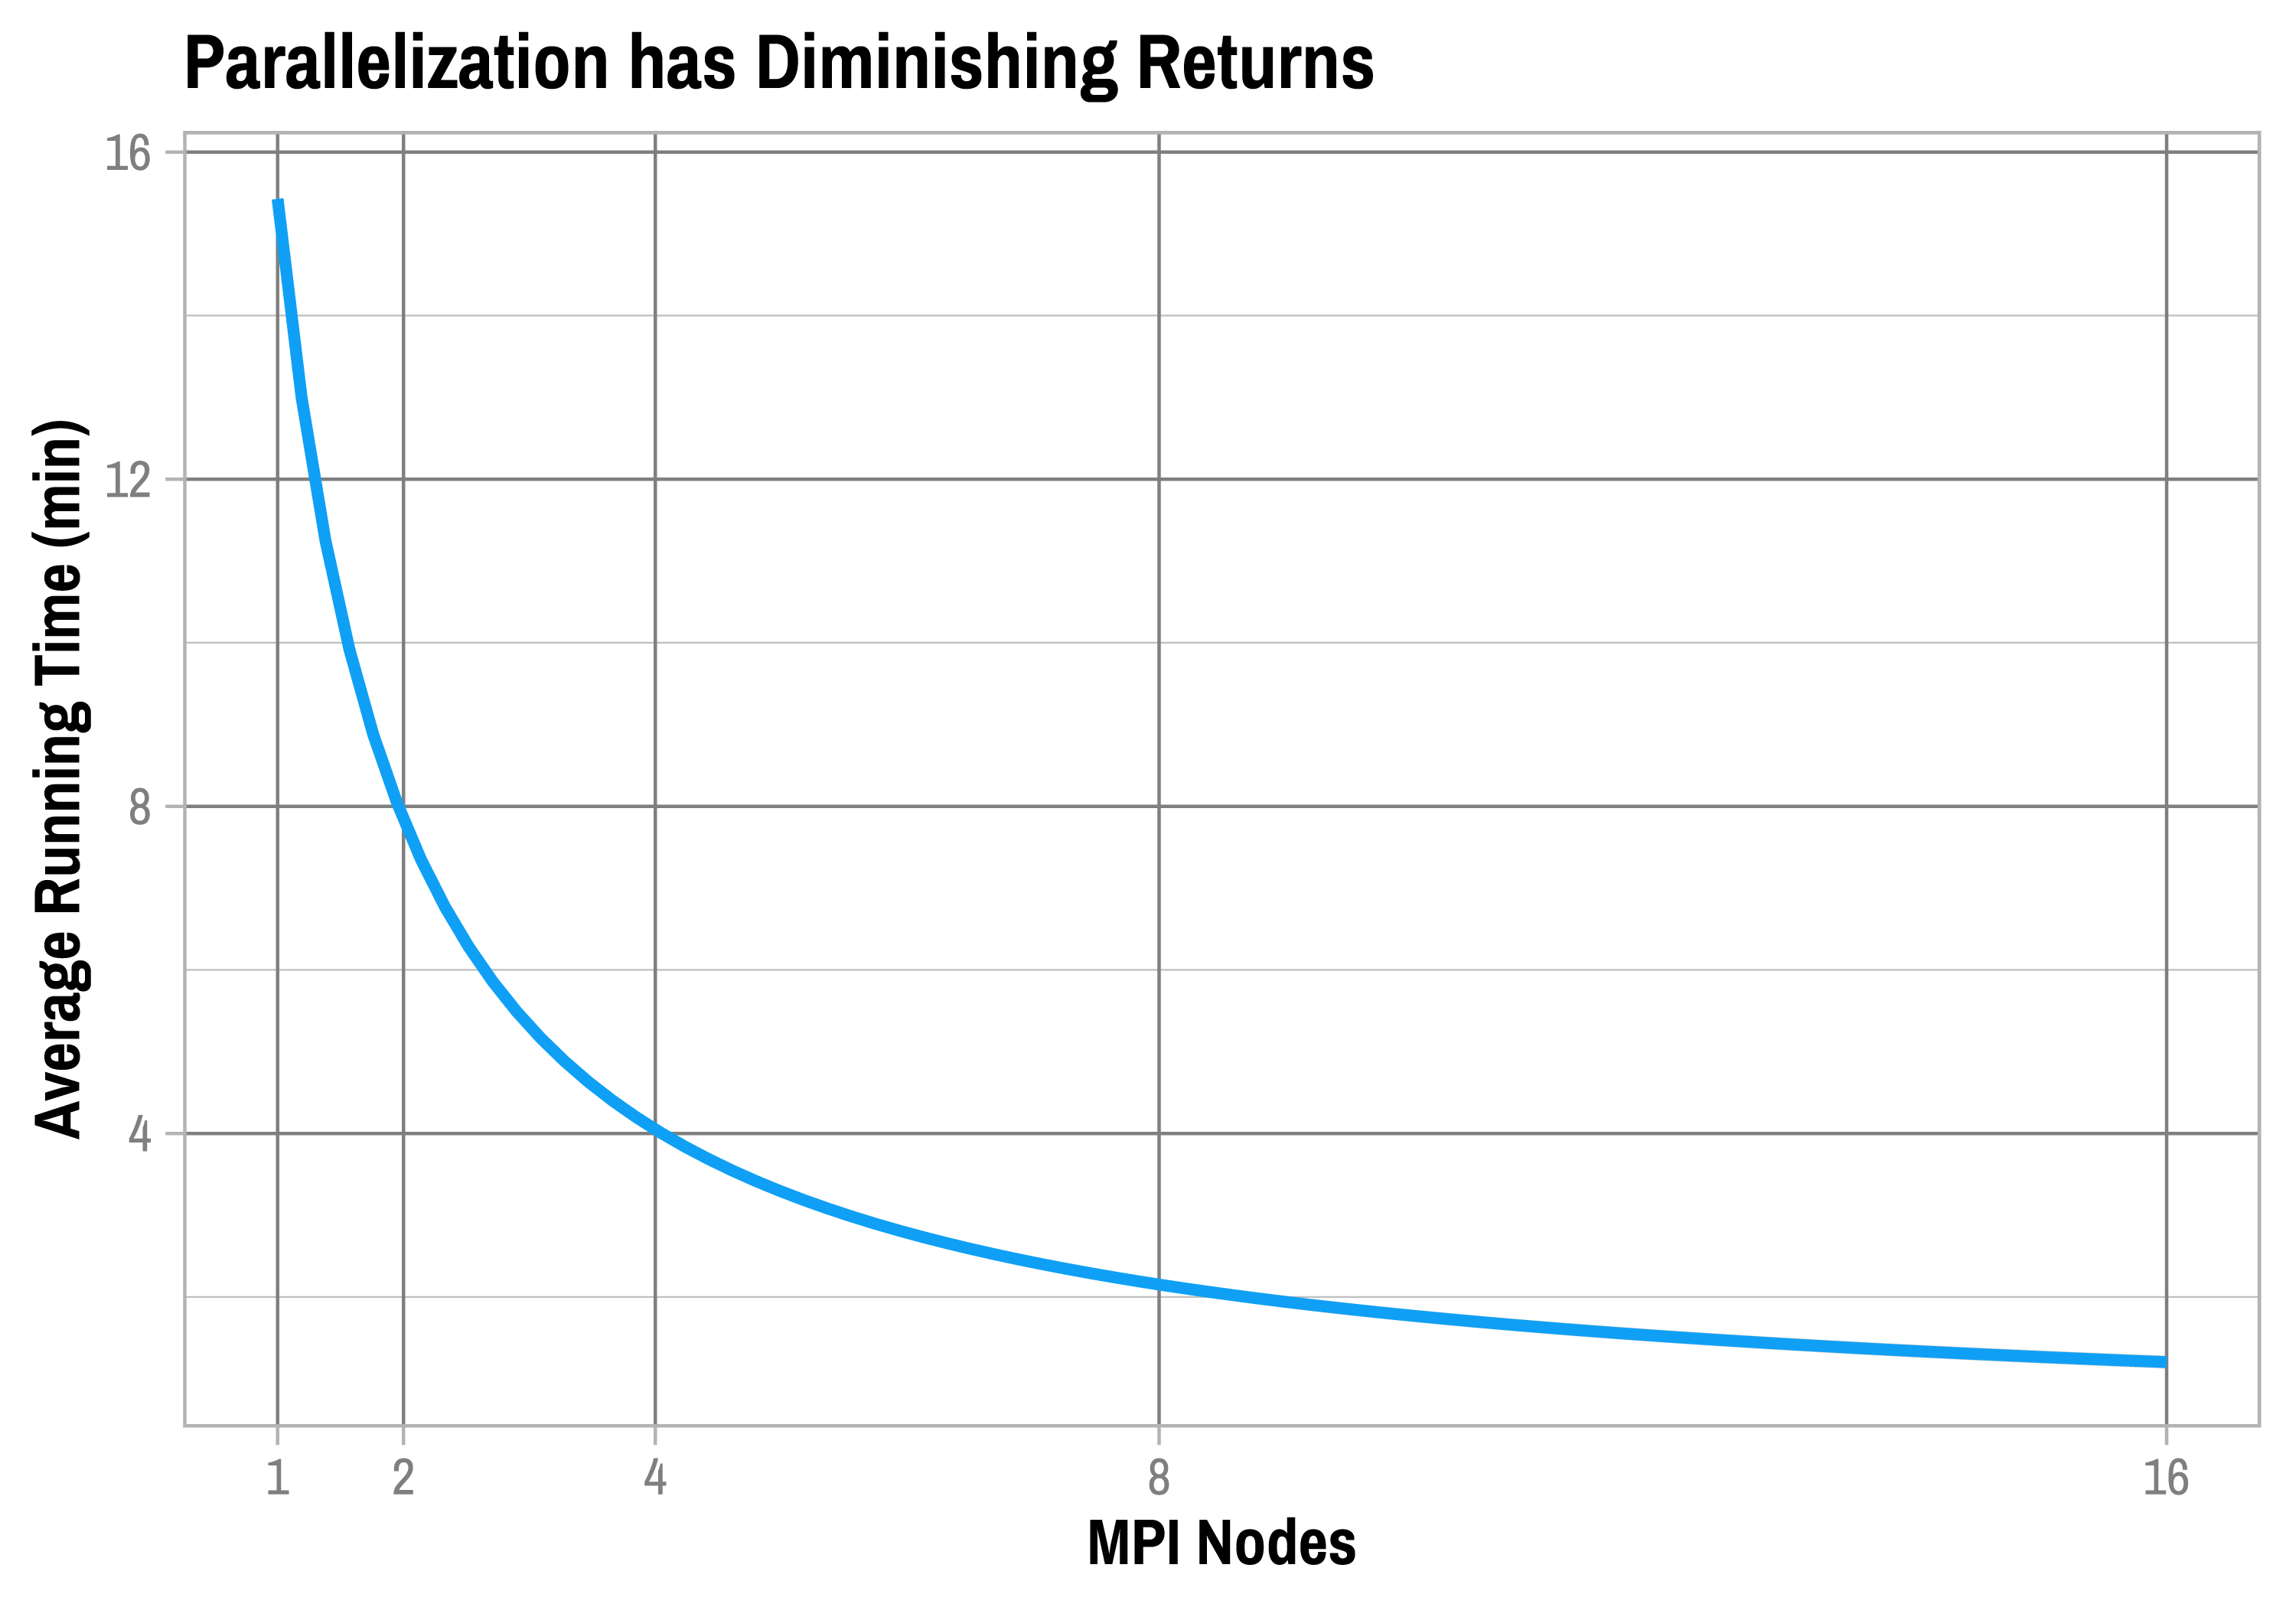 Parallelization has Diminishing Returns
Average Running Time (min)
16
12
8
4
1 2 4 8 16
MPI Nodes